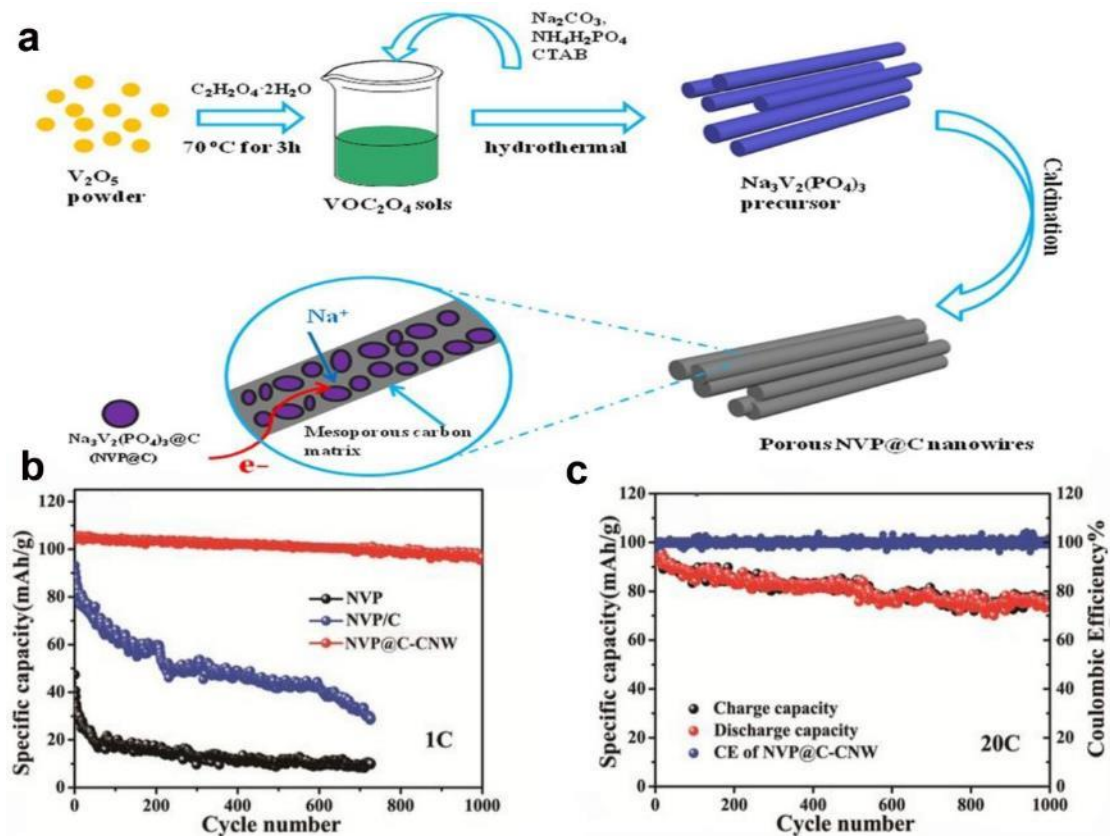 a
Na₂CO₃,
NH₄H₂PO₄
CTAB
C₂H₂O₄·2H₂O
70 °C for 3h
hydrothermal
V₂O₅
powder
VOC₂O₄ sols
Na₃V₂(PO₄)₃
precursor
Calcination
Na⁺
Mesoporous carbon
matrix
Na₃V₂(PO₄)₃@C
(NVP@C)
e-
Porous NVP@C nanowires
b
Specific capacity(mAh/g)
120
100
80
60
40
20
0
NVP
NVP/C
NVP@C-CNW
1C
0 200 400 600 800 1000
Cycle number
c
Specific capacity(mAh/g)
120
100
80
60
40
20
0
Charge capacity
Discharge capacity
CE of NVP@C-CNW
20C
0 200 400 600 800 1000
Cycle number
120
100
80
60
40
20
0
Coulombic Efficiency%